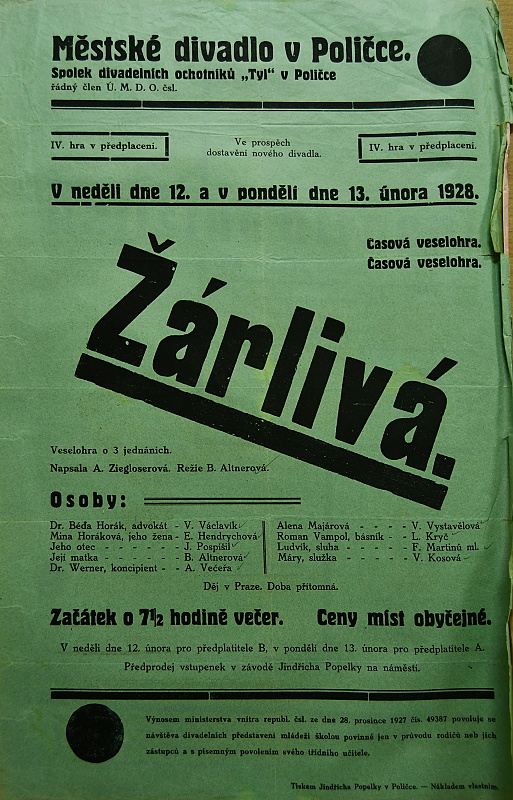 Městské divadlo v Poličce.
Spolek divadelních ochotníků „Tyl“ v Poličce
řádný člen Ú. M. D. O. čsl.
IV. hra v předplacení.
Ve prospěch
dostavění nového divadla.
IV. hra v předplacení.
V neděli dne 12. a v pondělí dne 13. února 1928.
Časová veselohra.
Časová veselohra.
Žárlivá.
Veselohra o 3 jednáních.
Napsala A. Ziegloserová. Režie B. Altnerová.
Osoby:
Dr. Béďa Horák, advokát - V. Václavík
Mina Horáková, jeho žena - E. Hendrychová
Jeho otec - - - - - J. Pospíšil
Její matka - - - - - B. Altnerová
Dr. Werner, koncipient - - A. Večeřa
Alena Majárová - - - - V. Vystavělová
Roman Vampol, básník - - L. Kryč
Ludvík, sluha - - - - F. Martinů ml.
Máry, služka - - - - V. Kosová
Děj v Praze. Doba přítomná.
Začátek o 7½ hodině večer. Ceny míst obyčejné.
V neděli dne 12. února pro předplatitele B, v pondělí dne 13. února pro předplatitele A.
Předprodej vstupenek v závodě Jindřicha Popelky na náměstí.
Výnosem ministerstva vnitra republ. čsl. ze dne 28. prosince 1927 čís. 49387 povoluje se
návštěva divadelních představení mládeži školou povinné jen v průvodu rodičů neb jich
zástupců a s písemným povolením svého třídního učitele.
Tiskem Jindřicha Popelky v Poličce. — Nákladem vlastním.